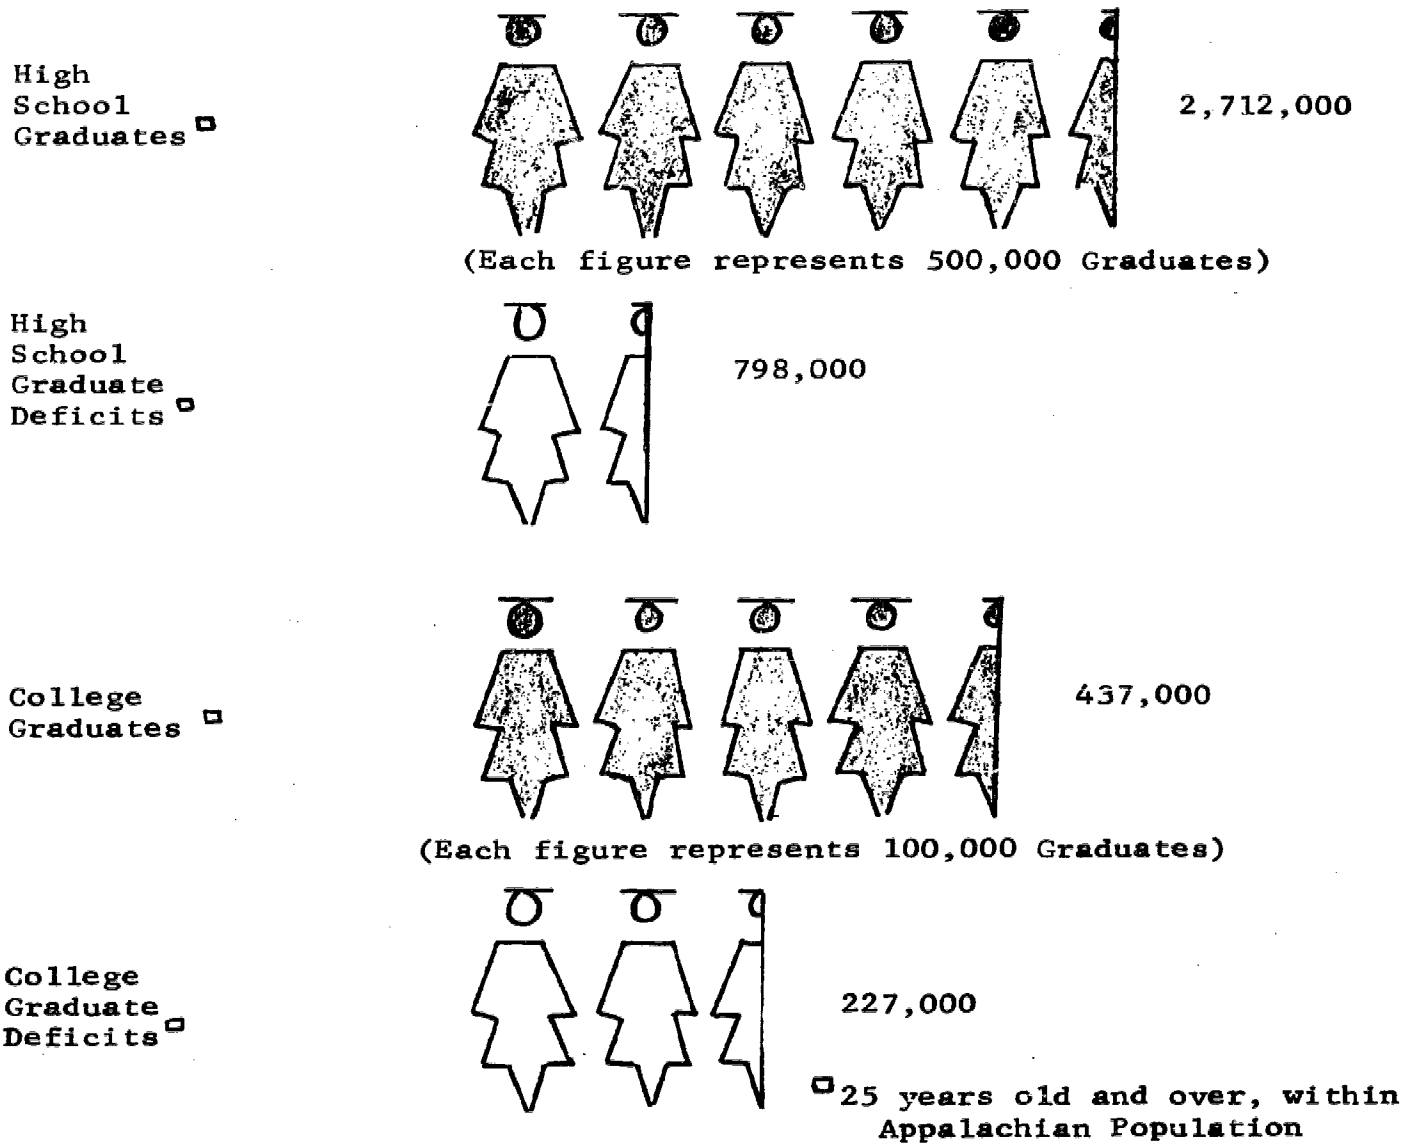 High
School
Graduates
2,712,000
(Each figure represents 500,000 Graduates)
High
School
Graduate
Deficits
798,000
College
Graduates
437,000
(Each figure represents 100,000 Graduates)
College
Graduate
Deficits
227,000
25 years old and over, within
Appalachian Population